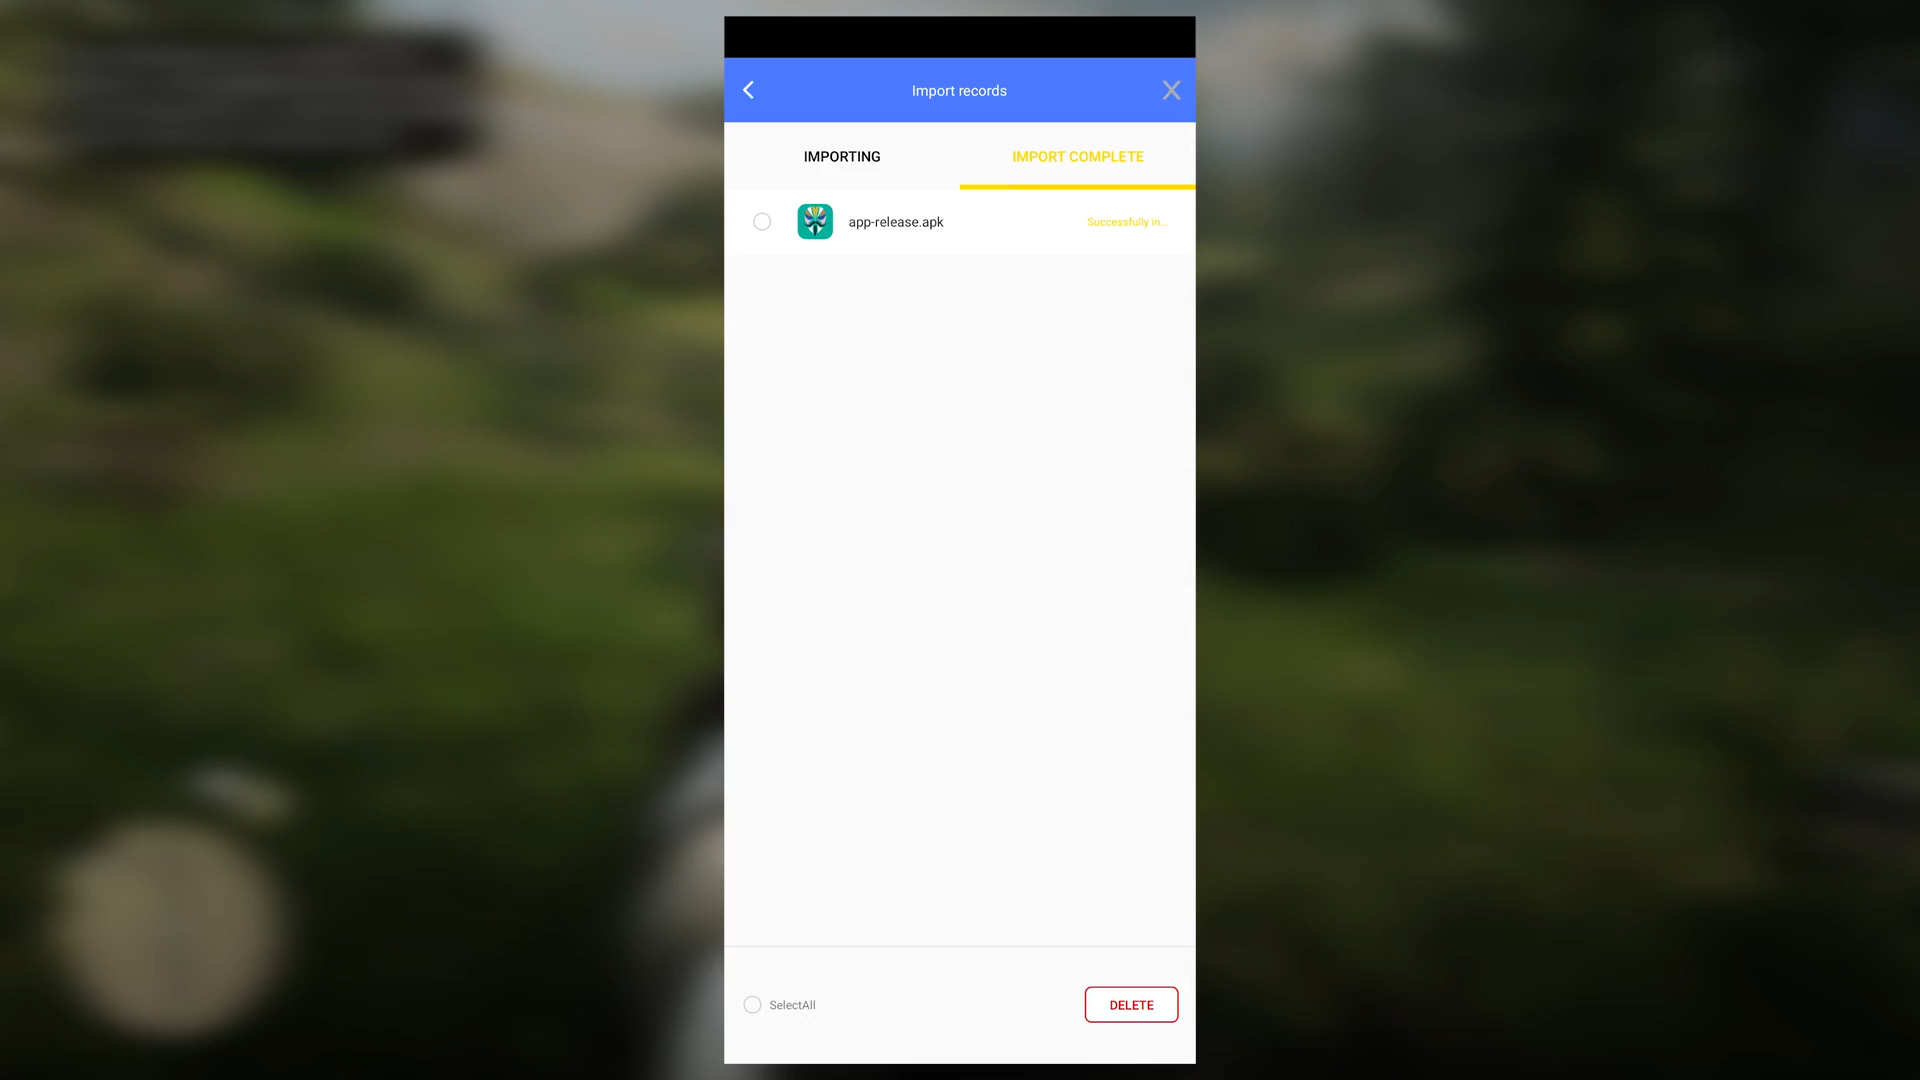 Import records
IMPORTING
IMPORT COMPLETE
app-release.apk
Successfully in...
SelectAll
DELETE